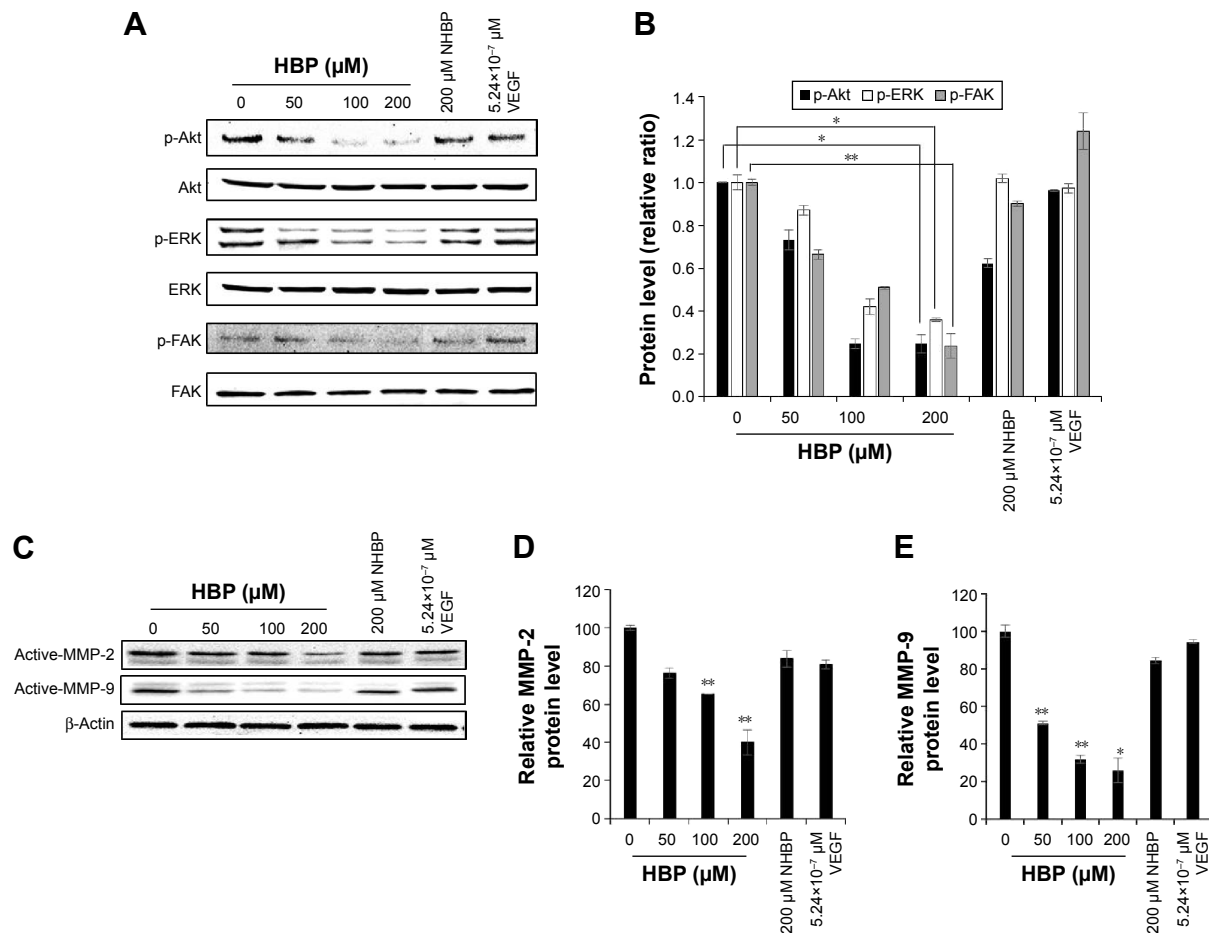 A
HBP (µM)
0 50 100 200
200 µM NHBP
5.24×10⁻⁷ µM
VEGF
p-Akt
Akt
p-ERK
ERK
p-FAK
FAK
B
p-Akt p-ERK p-FAK
Protein level (relative ratio)
1.4
1.2
1.0
0.8
0.6
0.4
0.2
0.0
*
*
**
0 50 100 200
HBP (µM)
200 µM NHBP
5.24×10⁻⁷ µM
VEGF
C
HBP (µM)
0 50 100 200
200 µM NHBP
5.24×10⁻⁷ µM
VEGF
Active-MMP-2
Active-MMP-9
β-Actin
D
Relative MMP-2
protein level
120
100
80
60
40
20
0
**
**
0 50 100 200
HBP (µM)
200 µM NHBP
5.24×10⁻⁷ µM
VEGF
E
Relative MMP-9
protein level
120
100
80
60
40
20
0
**
**
*
0 50 100 200
HBP (µM)
200 µM NHBP
5.24×10⁻⁷ µM
VEGF